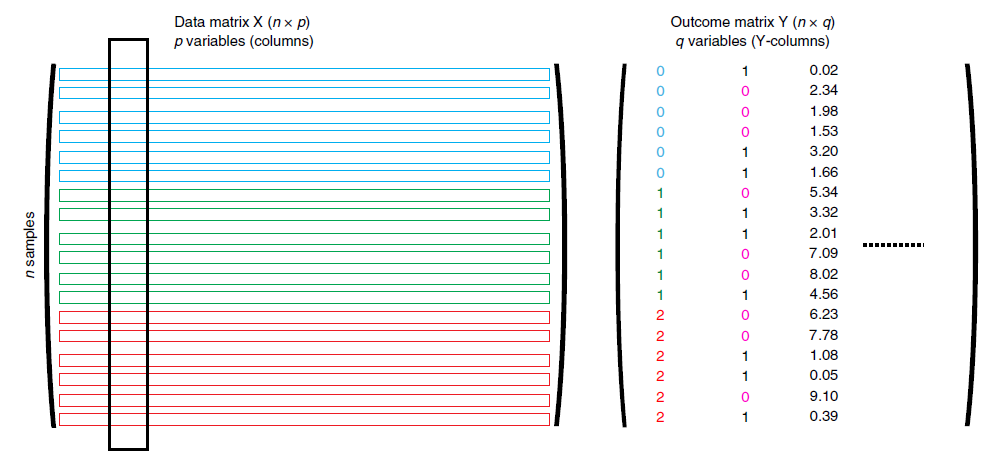 Data matrix X (n × p)
p variables (columns)
Outcome matrix Y (n × q)
q variables (Y-columns)
n samples
0 1 0.02
0 0 2.34
0 0 1.98
0 0 1.53
0 1 3.20
0 1 1.66
1 0 5.34
1 1 3.32
1 1 2.01
1 0 7.09
1 0 8.02
1 1 4.56
2 0 6.23
2 0 7.78
2 1 1.08
2 1 0.05
2 0 9.10
2 1 0.39